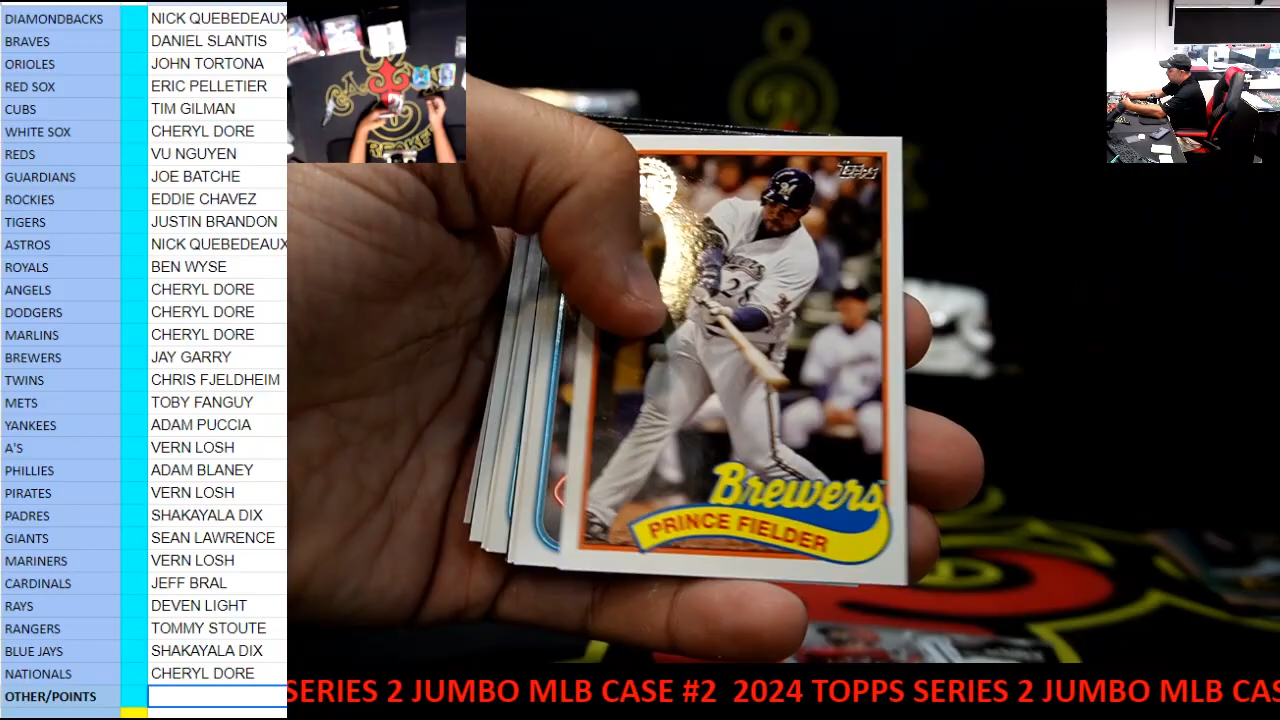 DIAMONDBACKS NICK QUEBEDEAUX
BRAVES DANIEL SLANTIS
ORIOLES JOHN TORTONA
RED SOX ERIC PELLETIER
CUBS TIM GILMAN
WHITE SOX CHERYL DORE
REDS VU NGUYEN
GUARDIANS JOE BATCHE
ROCKIES EDDIE CHAVEZ
TIGERS JUSTIN BRANDON
ASTROS NICK QUEBEDEAUX
ROYALS BEN WYSE
ANGELS CHERYL DORE
DODGERS CHERYL DORE
MARLINS CHERYL DORE
BREWERS JAY GARRY
TWINS CHRIS FJELDHEIM
METS TOBY FANGUY
YANKEES ADAM PUCCIA
A'S VERN LOSH
PHILLIES ADAM BLANEY
PIRATES VERN LOSH
PADRES SHAKAYALA DIX
GIANTS SEAN LAWRENCE
MARINERS VERN LOSH
CARDINALS JEFF BRAL
RAYS DEVEN LIGHT
RANGERS TOMMY STOUTE
BLUE JAYS SHAKAYALA DIX
NATIONALS CHERYL DORE
OTHER/POINTS
Topps
Brewers
PRINCE FIELDER
SERIES 2 JUMBO MLB CASE #2 2024 TOPPS SERIES 2 JUMBO MLB CAS